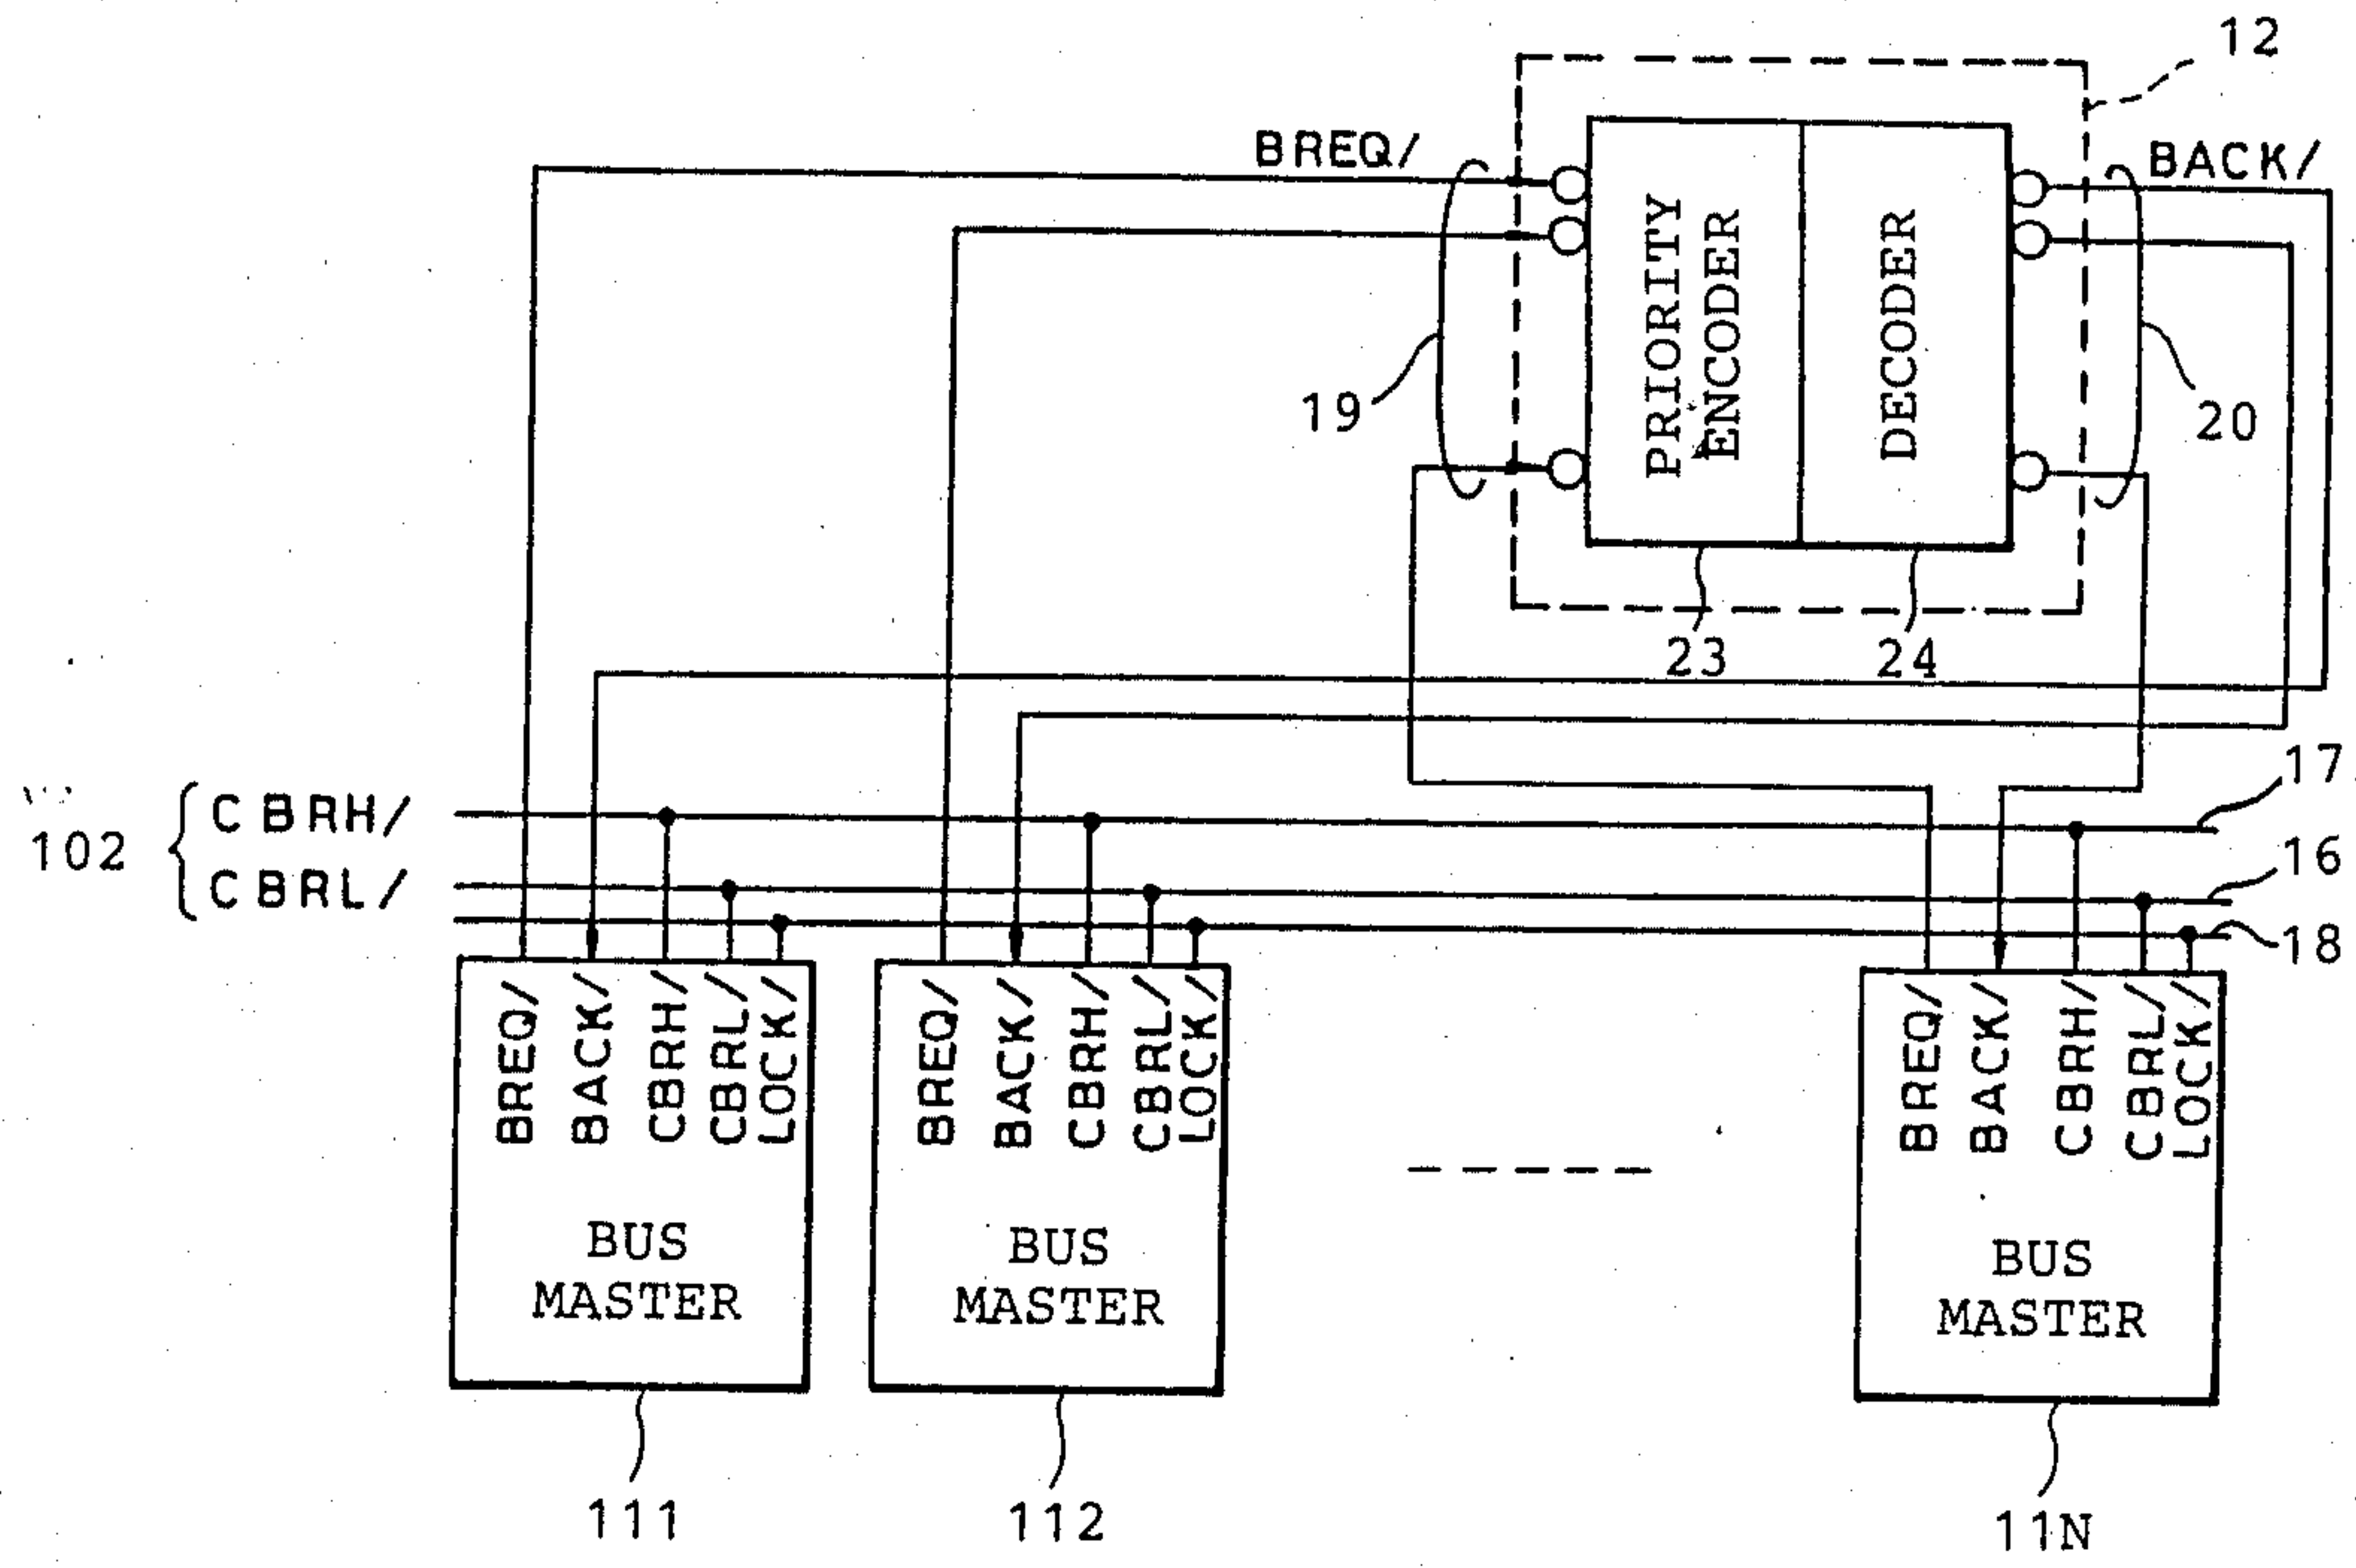 12
BREQ/
BACK/
PRIORITY
ENCODER
DECODER
19
20
23
24
17
102
CBRH/
CBRL/
16
18
BREQ/
BACK/
CBRH/
CBRL/
LOCK/
BREQ/
BACK/
CBRH/
CBRL/
LOCK/
BREQ/
BACK/
CBRH/
CBRL/
LOCK/
BUS
MASTER
BUS
MASTER
BUS
MASTER
111
112
11N